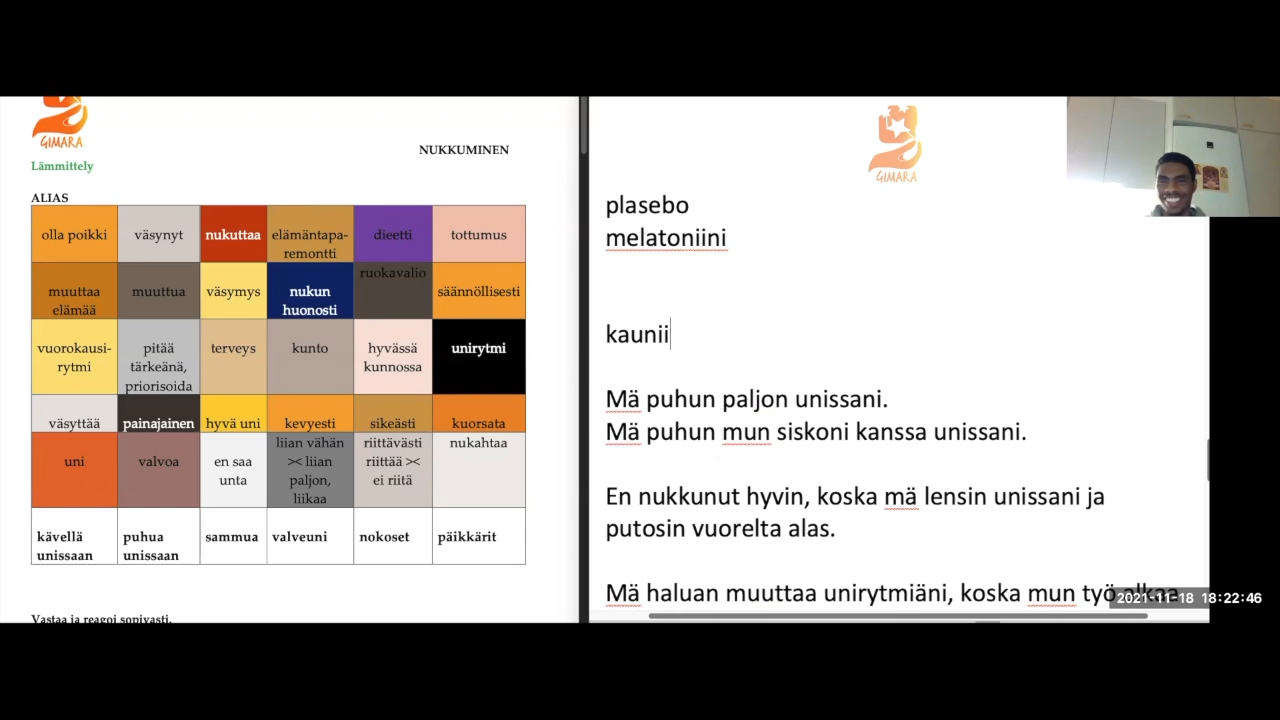 GIMARA
NUKKUMINEN
Lämmittely
ALIAS
olla poikki
väsynyt
nukuttaa
elämäntapa-
remontti
dieetti
tottumus
muuttaa
elämää
muuttua
väsymys
nukun
huonosti
ruokavalio
säännöllisesti
vuorokausi-
rytmi
pitää
tärkeänä,
priorisoida
terveys
kunto
hyvässä
kunnossa
unirytmi
väsyttää
painajainen
hyvä uni
kevyesti
sikeästi
kuorsata
uni
valvoa
en saa
unta
liian vähän
>< liian
paljon,
liikaa
riittävästi
riittää ><
ei riitä
nukahtaa
kävellä
unissaan
puhua
unissaan
sammua
valveuni
nokoset
päikkärit
Vastaa ja reagoi sopivasti.
GIMARA
plasebo
melatoniini
kaunii
Mä puhun paljon unissani.
Mä puhun mun siskoni kanssa unissani.
En nukkunut hyvin, koska mä lensin unissani ja
putosin vuorelta alas.
Mä haluan muuttaa unirytmiäni, koska mun työ alkaa
2021-11-18 18:22:46